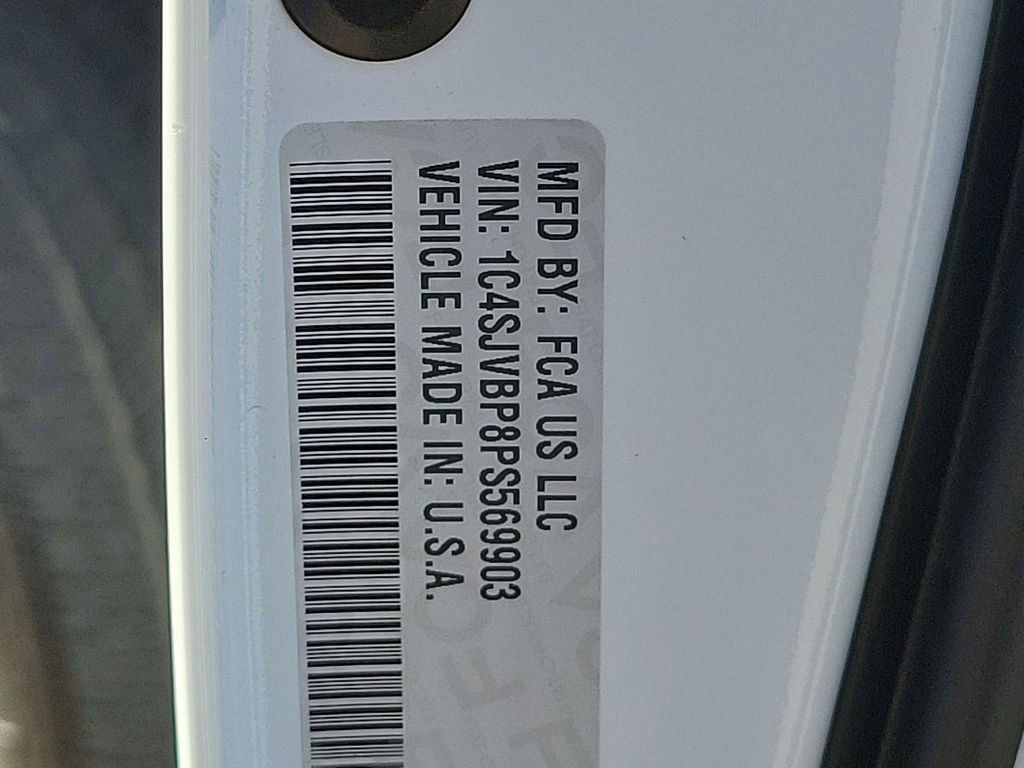 MFD BY: FCA US LLC
VIN: 1C4SJVBP8PS569903
VEHICLE MADE IN: U.S.A.